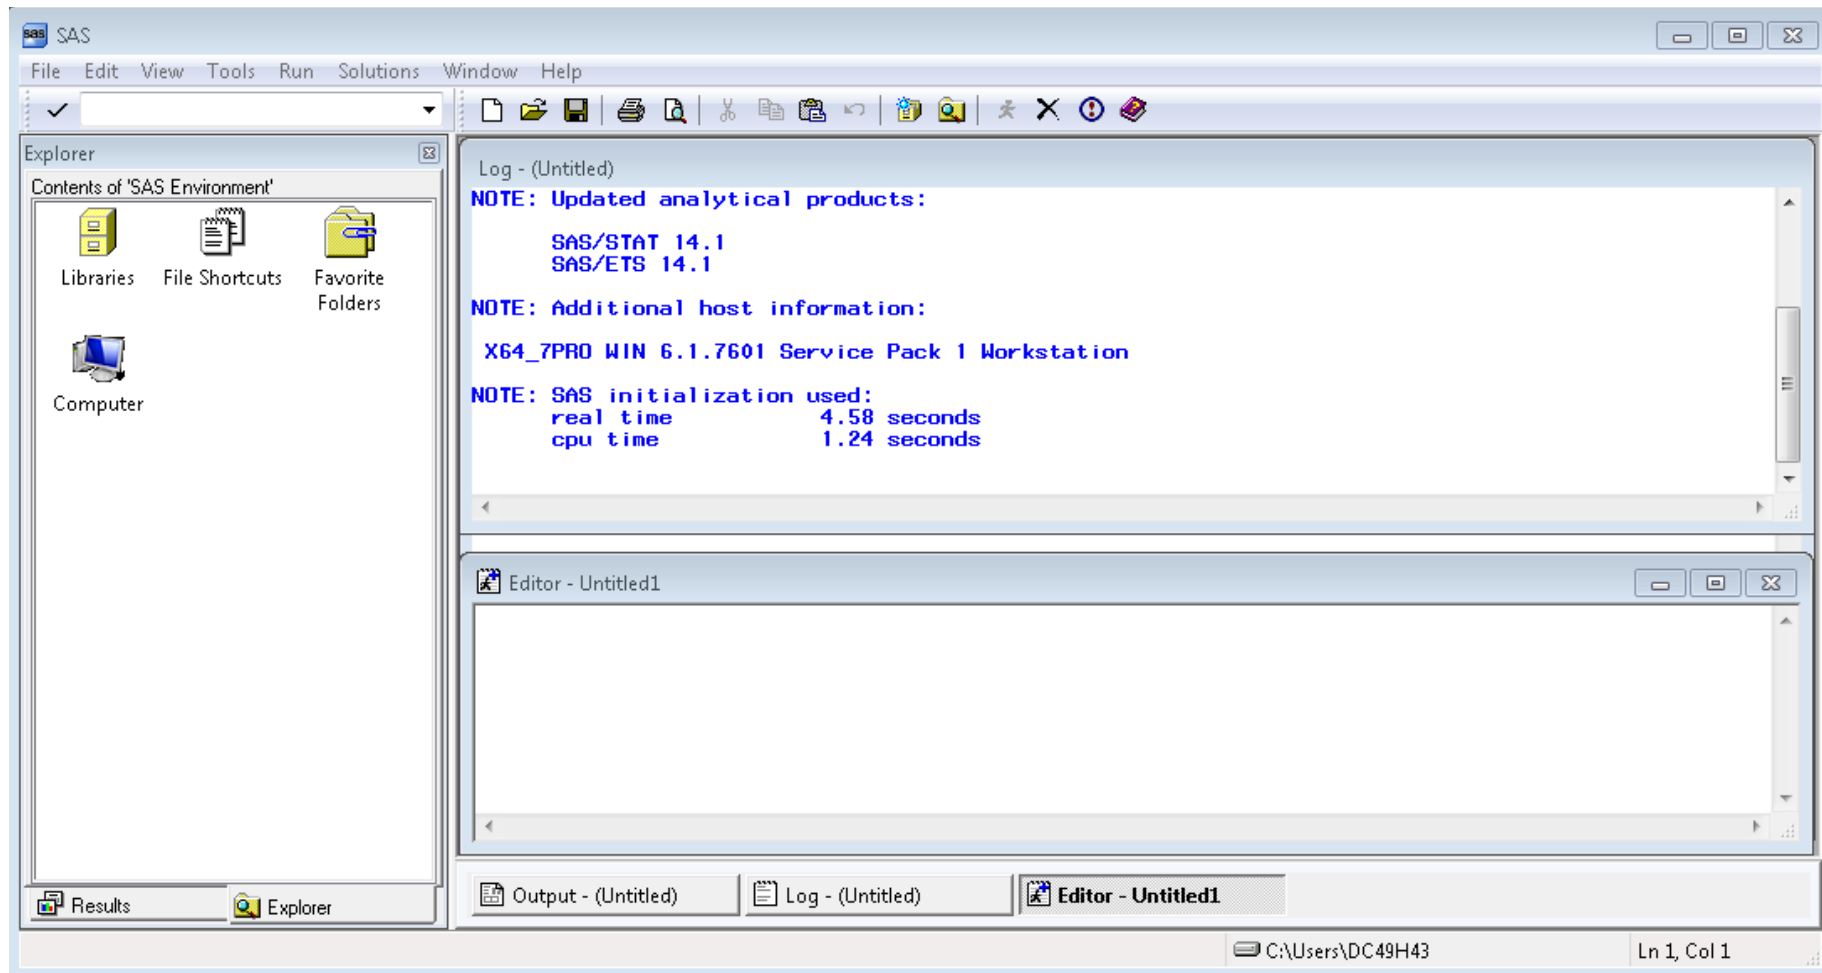 sas SAS
File Edit View Tools Run Solutions Window Help
Explorer
Contents of 'SAS Environment'
Libraries File Shortcuts Favorite Folders
Computer
Results Explorer
Log - (Untitled)
NOTE: Updated analytical products:
SAS/STAT 14.1
SAS/ETS 14.1
NOTE: Additional host information:
X64_7PRO WIN 6.1.7601 Service Pack 1 Workstation
NOTE: SAS initialization used:
real time 4.58 seconds
cpu time 1.24 seconds
Editor - Untitled1
Output - (Untitled) Log - (Untitled) Editor - Untitled1
C:\Users\DC49H43 Ln 1, Col 1